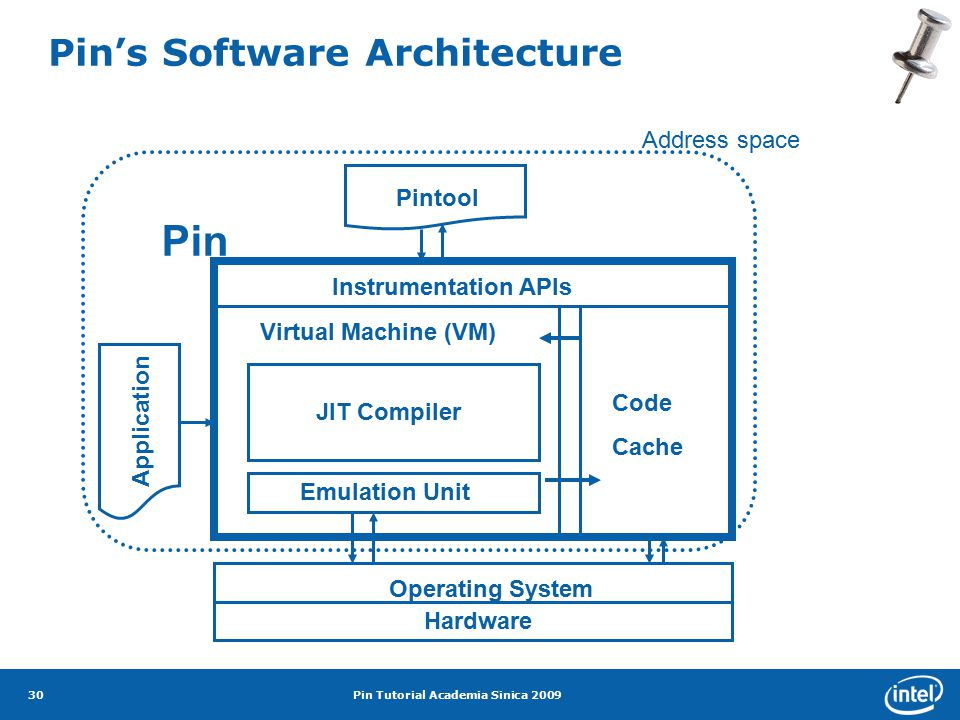 Pin’s Software Architecture
Address space
Pintool
Pin
Instrumentation APIs
Virtual Machine (VM)
Application
JIT Compiler
Code
Cache
Emulation Unit
Operating System
Hardware
30
Pin Tutorial Academia Sinica 2009
intel